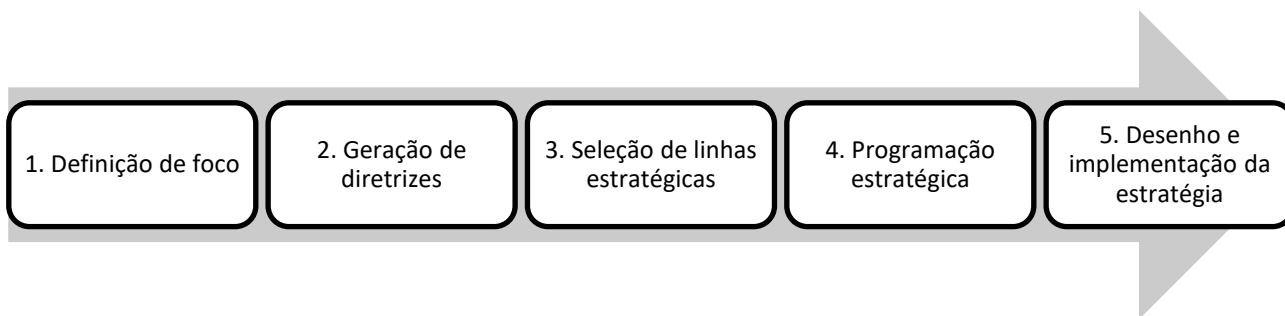 1. Definição de foco
2. Geração de
diretrizes
3. Seleção de linhas
estratégicas
4. Programação
estratégica
5. Desenho e
implementação da
estratégia